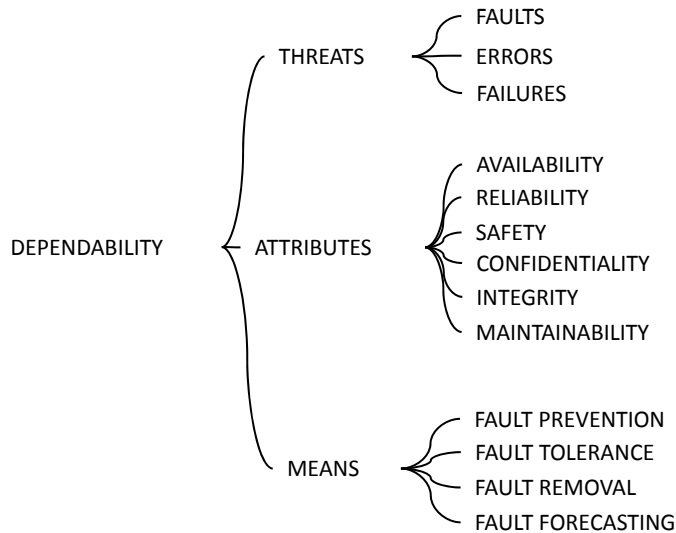 DEPENDABILITY
THREATS
FAULTS
ERRORS
FAILURES
ATTRIBUTES
AVAILABILITY
RELIABILITY
SAFETY
CONFIDENTIALITY
INTEGRITY
MAINTAINABILITY
MEANS
FAULT PREVENTION
FAULT TOLERANCE
FAULT REMOVAL
FAULT FORECASTING